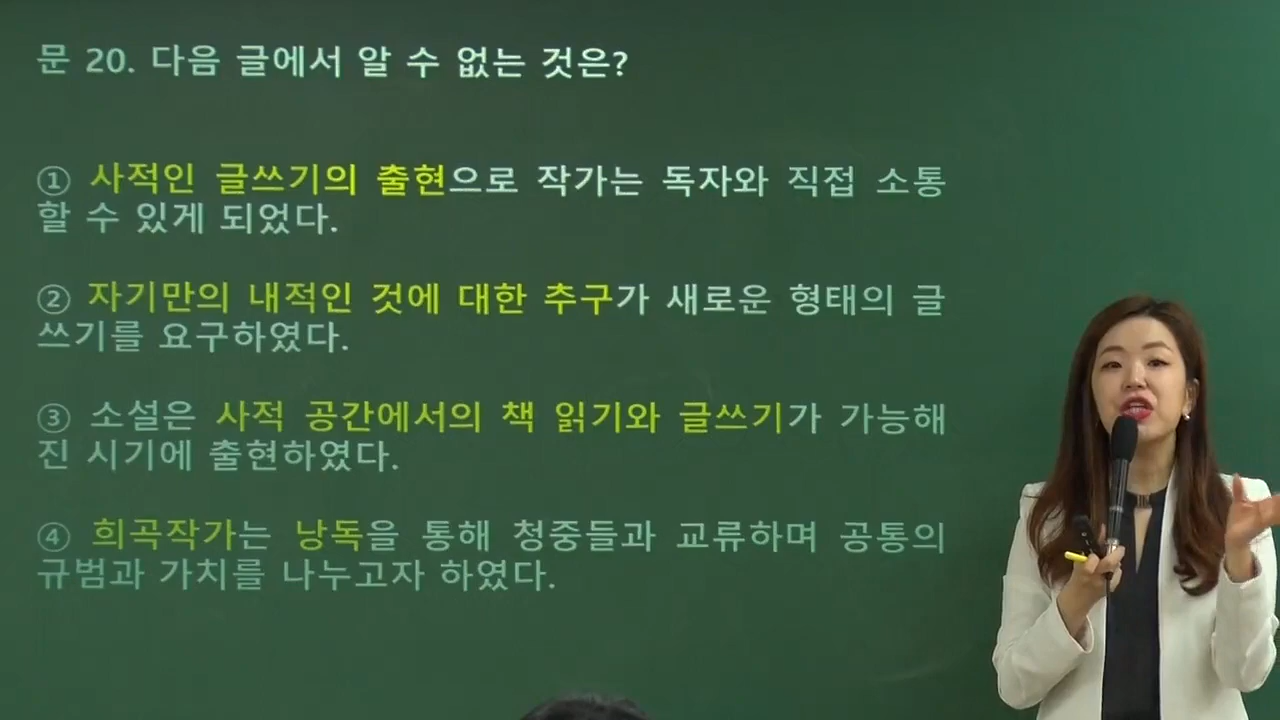 문 20. 다음 글에서 알 수 없는 것은?
① 사적인 글쓰기의 출현으로 작가는 독자와 직접 소통
할 수 있게 되었다.
② 자기만의 내적인 것에 대한 추구가 새로운 형태의 글
쓰기를 요구하였다.
③ 소설은 사적 공간에서의 책 읽기와 글쓰기가 가능해
진 시기에 출현하였다.
④ 희곡작가는 낭독을 통해 청중들과 교류하며 공통의
규범과 가치를 나누고자 하였다.